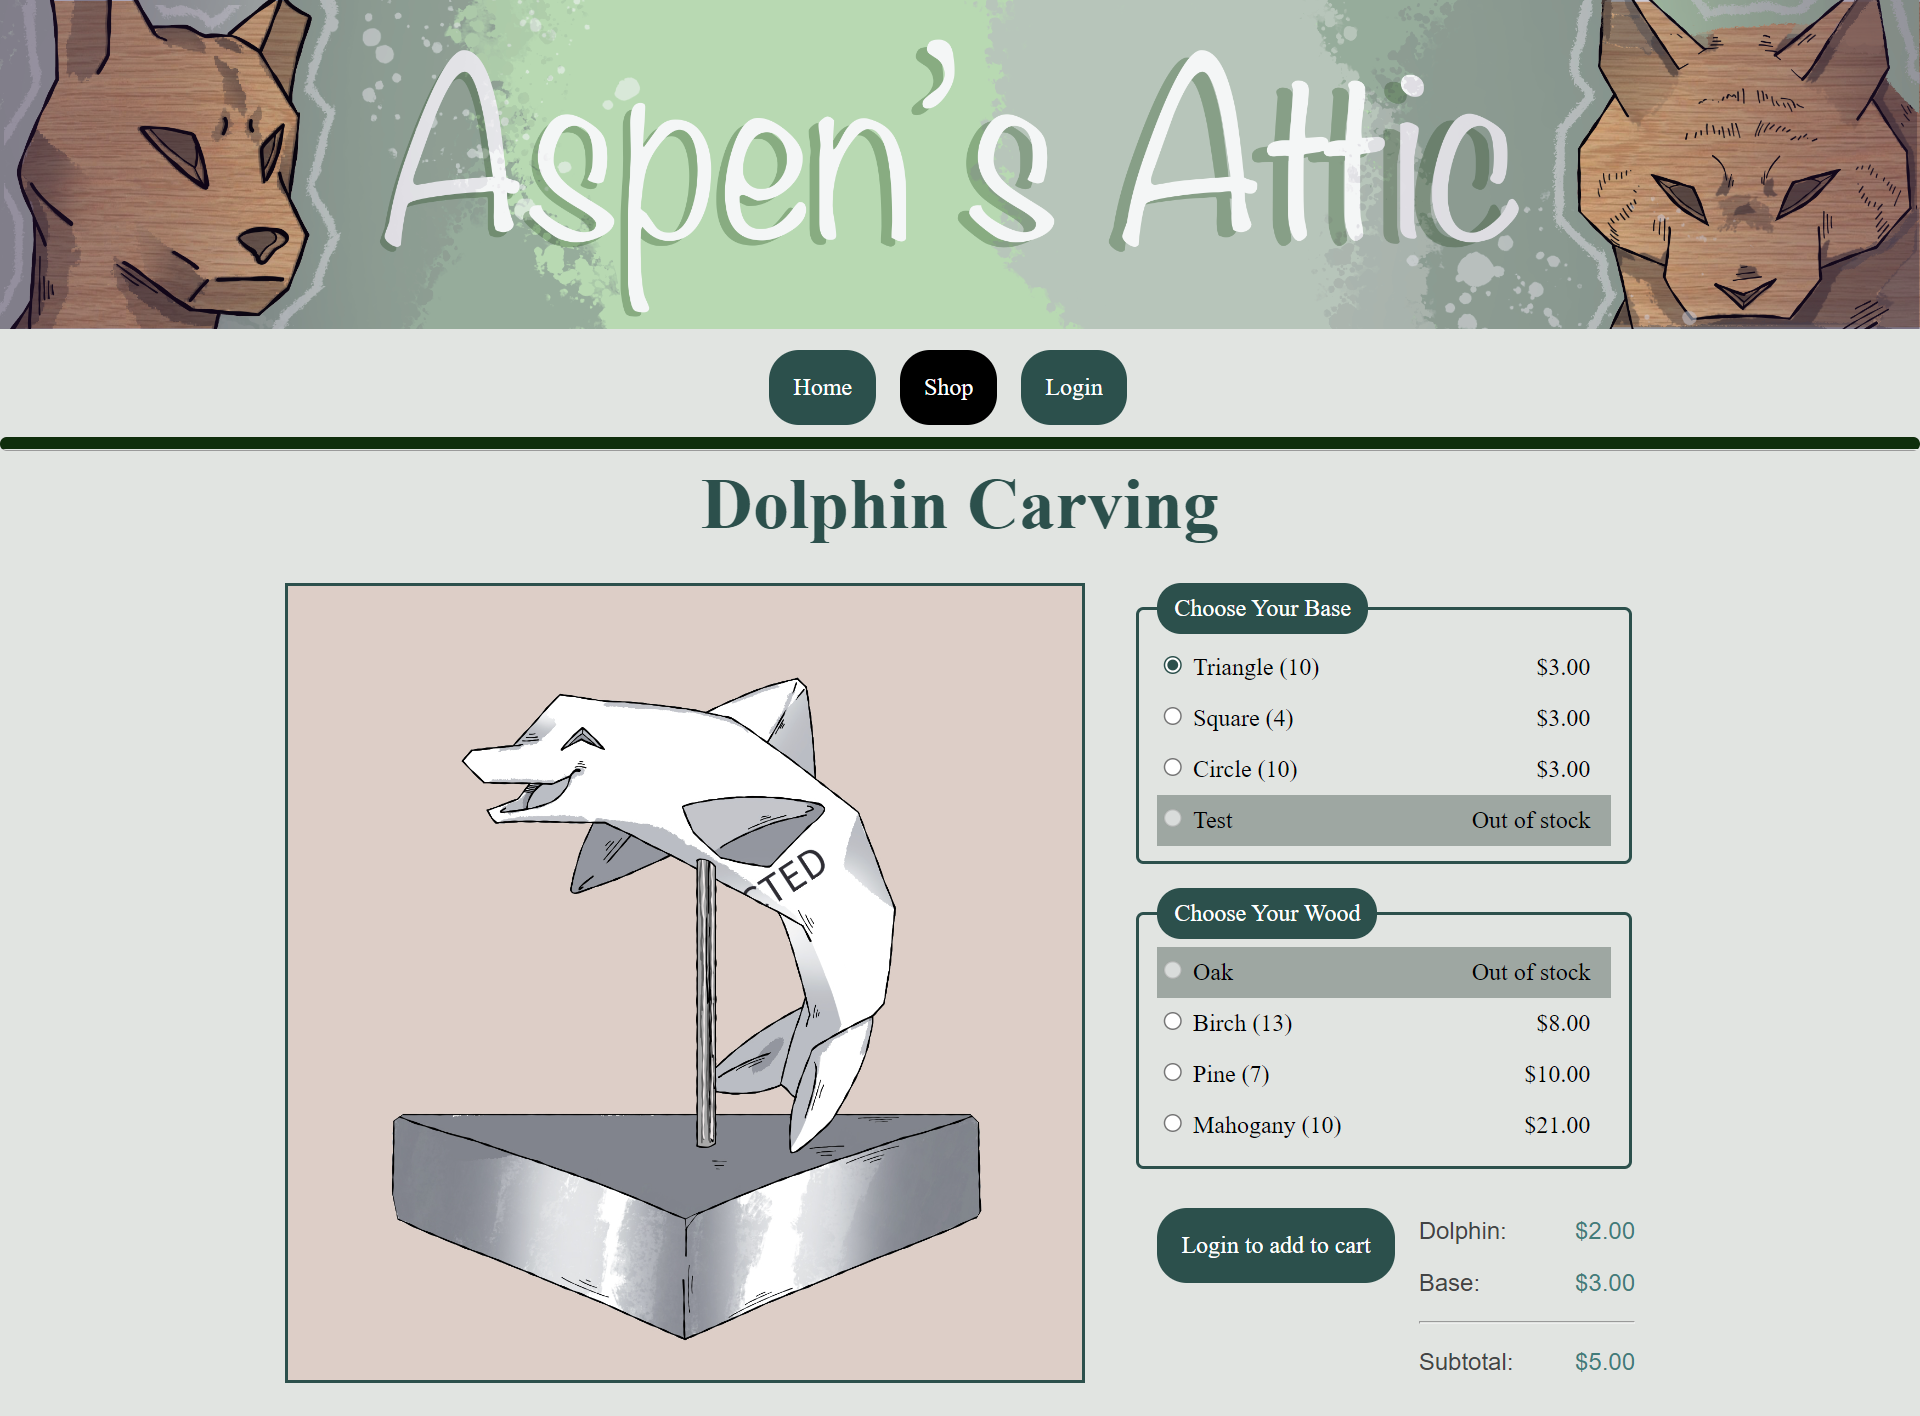 Aspen's Attic
Home
Shop
Login
Dolphin Carving
Choose Your Base
Triangle (10) $3.00
Square (4) $3.00
Circle (10) $3.00
Test Out of stock
CTED
Choose Your Wood
Oak Out of stock
Birch (13) $8.00
Pine (7) $10.00
Mahogany (10) $21.00
Login to add to cart
Dolphin: $2.00
Base: $3.00
Subtotal: $5.00